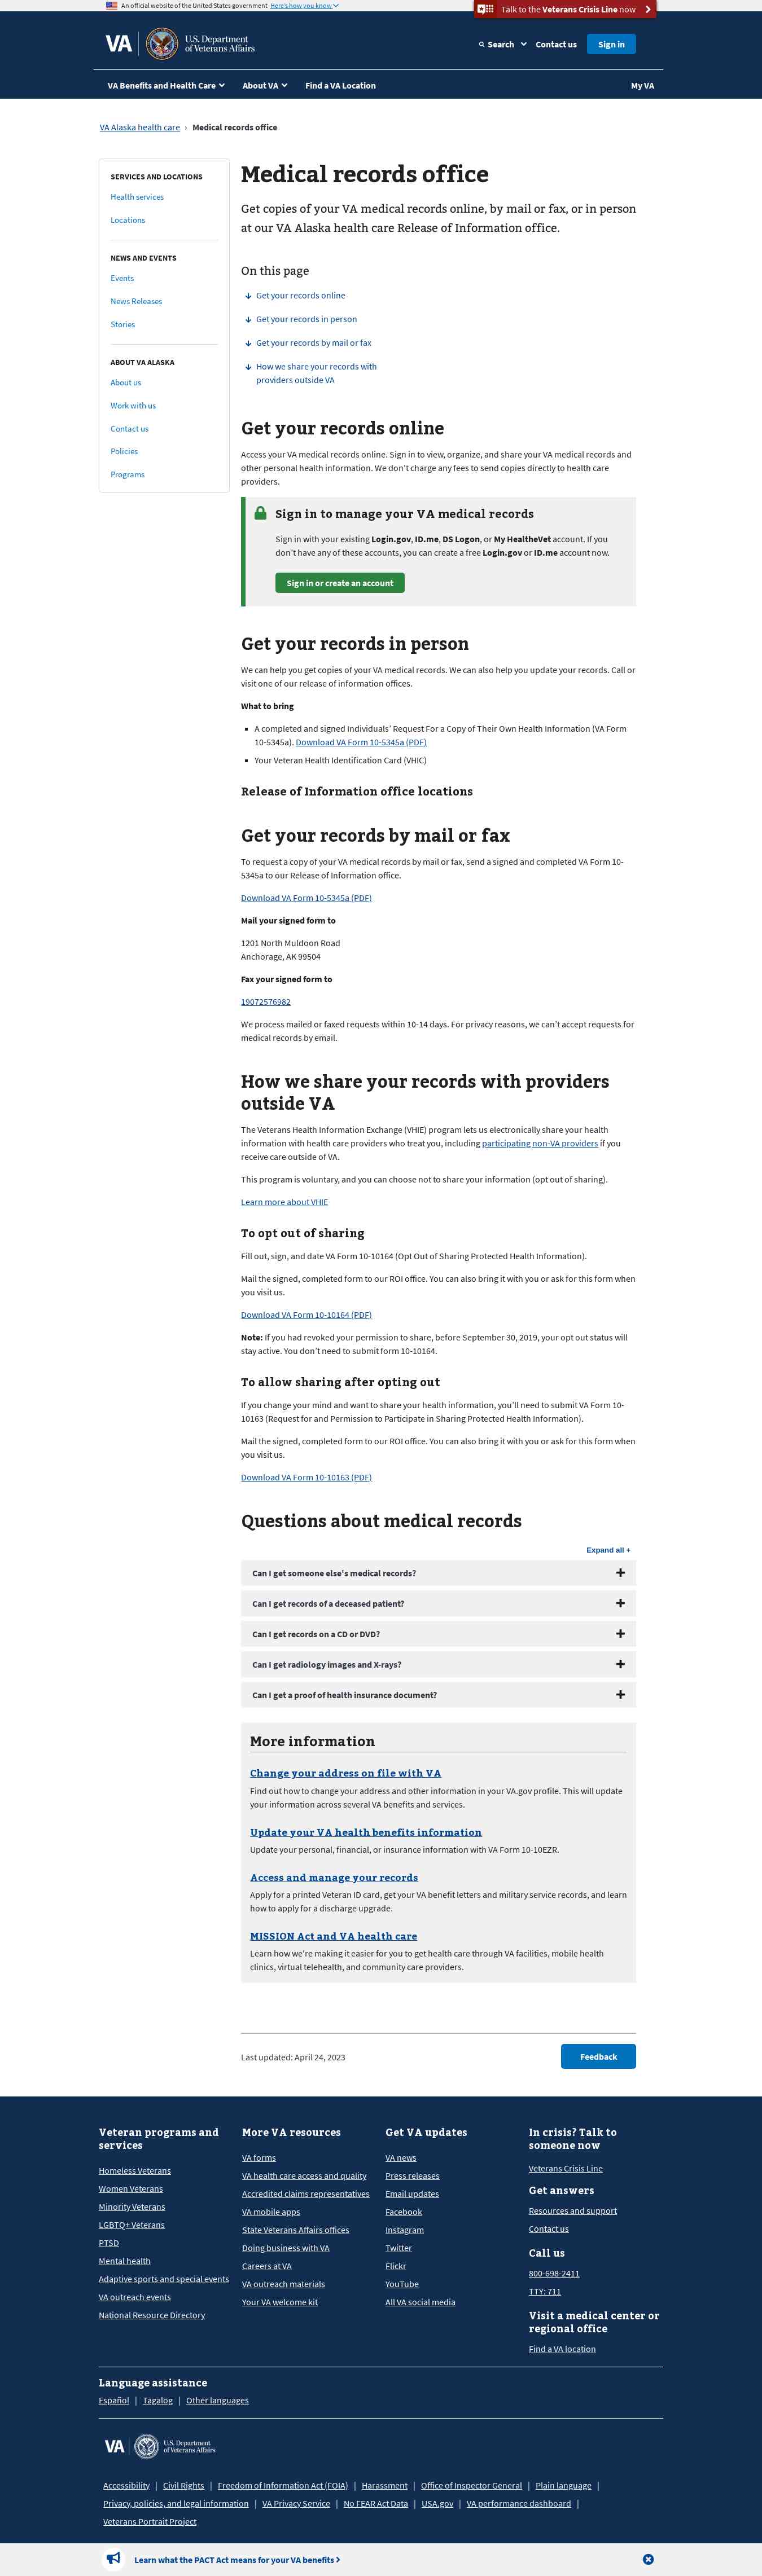 An official website of the United States government Here's how you know
Talk to the Veterans Crisis Line now
VA
U.S. Department
of Veterans Affairs
Search
Contact us
Sign in
VA Benefits and Health Care
About VA
Find a VA Location
My VA
VA Alaska health care › Medical records office
SERVICES AND LOCATIONS
Health services
Locations
NEWS AND EVENTS
Events
News Releases
Stories
ABOUT VA ALASKA
About us
Work with us
Contact us
Policies
Programs
Medical records office
Get copies of your VA medical records online, by mail or fax, or in person
at our VA Alaska health care Release of Information office.
On this page
Get your records online
Get your records in person
Get your records by mail or fax
How we share your records with
providers outside VA
Get your records online
Access your VA medical records online. Sign in to view, organize, and share your VA medical records and
other personal health information. We don't charge any fees to send copies directly to health care
providers.
Sign in to manage your VA medical records
Sign in with your existing Login.gov, ID.me, DS Logon, or My HealtheVet account. If you
don’t have any of these accounts, you can create a free Login.gov or ID.me account now.
Sign in or create an account
Get your records in person
We can help you get copies of your VA medical records. We can also help you update your records. Call or
visit one of our release of information offices.
What to bring
A completed and signed Individuals’ Request For a Copy of Their Own Health Information (VA Form
10-5345a). Download VA Form 10-5345a (PDF)
Your Veteran Health Identification Card (VHIC)
Release of Information office locations
Get your records by mail or fax
To request a copy of your VA medical records by mail or fax, send a signed and completed VA Form 10-
5345a to our Release of Information office.
Download VA Form 10-5345a (PDF)
Mail your signed form to
1201 North Muldoon Road
Anchorage, AK 99504
Fax your signed form to
19072576982
We process mailed or faxed requests within 10-14 days. For privacy reasons, we can’t accept requests for
medical records by email.
How we share your records with providers
outside VA
The Veterans Health Information Exchange (VHIE) program lets us electronically share your health
information with health care providers who treat you, including participating non-VA providers if you
receive care outside of VA.
This program is voluntary, and you can choose not to share your information (opt out of sharing).
Learn more about VHIE
To opt out of sharing
Fill out, sign, and date VA Form 10-10164 (Opt Out of Sharing Protected Health Information).
Mail the signed, completed form to our ROI office. You can also bring it with you or ask for this form when
you visit us.
Download VA Form 10-10164 (PDF)
Note: If you had revoked your permission to share, before September 30, 2019, your opt out status will
stay active. You don’t need to submit form 10-10164.
To allow sharing after opting out
If you change your mind and want to share your health information, you’ll need to submit VA Form 10-
10163 (Request for and Permission to Participate in Sharing Protected Health Information).
Mail the signed, completed form to our ROI office. You can also bring it with you or ask for this form when
you visit us.
Download VA Form 10-10163 (PDF)
Questions about medical records
Expand all +
Can I get someone else's medical records?
Can I get records of a deceased patient?
Can I get records on a CD or DVD?
Can I get radiology images and X-rays?
Can I get a proof of health insurance document?
More information
Change your address on file with VA
Find out how to change your address and other information in your VA.gov profile. This will update
your information across several VA benefits and services.
Update your VA health benefits information
Update your personal, financial, or insurance information with VA Form 10-10EZR.
Access and manage your records
Apply for a printed Veteran ID card, get your VA benefit letters and military service records, and learn
how to apply for a discharge upgrade.
MISSION Act and VA health care
Learn how we're making it easier for you to get health care through VA facilities, mobile health
clinics, virtual telehealth, and community care providers.
Last updated: April 24, 2023
Feedback
Veteran programs and
services
Homeless Veterans
Women Veterans
Minority Veterans
LGBTQ+ Veterans
PTSD
Mental health
Adaptive sports and special events
VA outreach events
National Resource Directory
More VA resources
VA forms
VA health care access and quality
Accredited claims representatives
VA mobile apps
State Veterans Affairs offices
Doing business with VA
Careers at VA
VA outreach materials
Your VA welcome kit
Get VA updates
VA news
Press releases
Email updates
Facebook
Instagram
Twitter
Flickr
YouTube
All VA social media
In crisis? Talk to
someone now
Veterans Crisis Line
Get answers
Resources and support
Contact us
Call us
800-698-2411
TTY: 711
Visit a medical center or
regional office
Find a VA location
Language assistance
Español | Tagalog | Other languages
VA
U.S. Department
of Veterans Affairs
Accessibility | Civil Rights | Freedom of Information Act (FOIA) | Harassment | Office of Inspector General | Plain language |
Privacy, policies, and legal information | VA Privacy Service | No FEAR Act Data | USA.gov | VA performance dashboard |
Veterans Portrait Project
Learn what the PACT Act means for your VA benefits